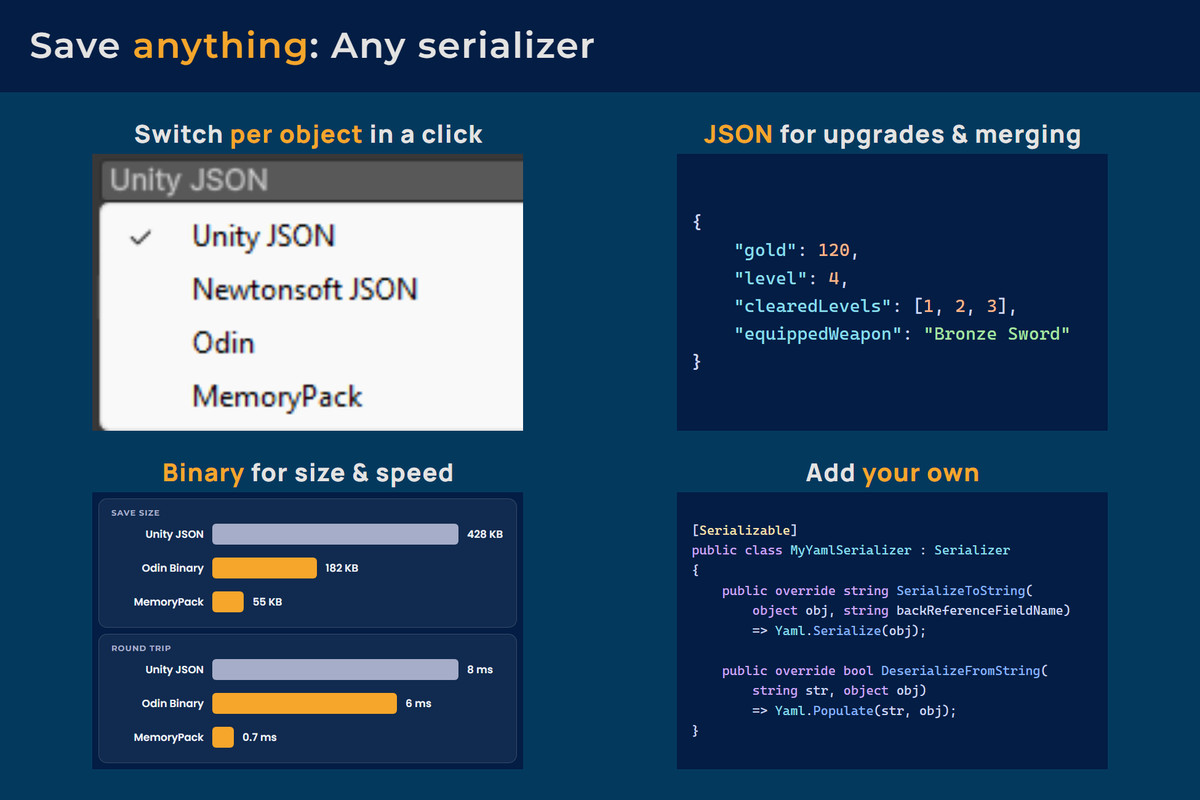 Save anything: Any serializer
Switch per object in a click
Unity JSON
Unity JSON
Newtonsoft JSON
Odin
MemoryPack
JSON for upgrades & merging
{
    "gold": 120,
    "level": 4,
    "clearedLevels": [1, 2, 3],
    "equippedWeapon": "Bronze Sword"
}
Binary for size & speed
SAVE SIZE
Unity JSON 428 KB
Odin Binary 182 KB
MemoryPack 55 KB
ROUND TRIP
Unity JSON 8 ms
Odin Binary 6 ms
MemoryPack 0.7 ms
Add your own
[Serializable]
public class MyYamlSerializer : Serializer
{
    public override string SerializeToString(
        object obj, string backReferenceFieldName)
        => Yaml.Serialize(obj);
    public override bool DeserializeFromString(
        string str, object obj)
        => Yaml.Populate(str, obj);
}